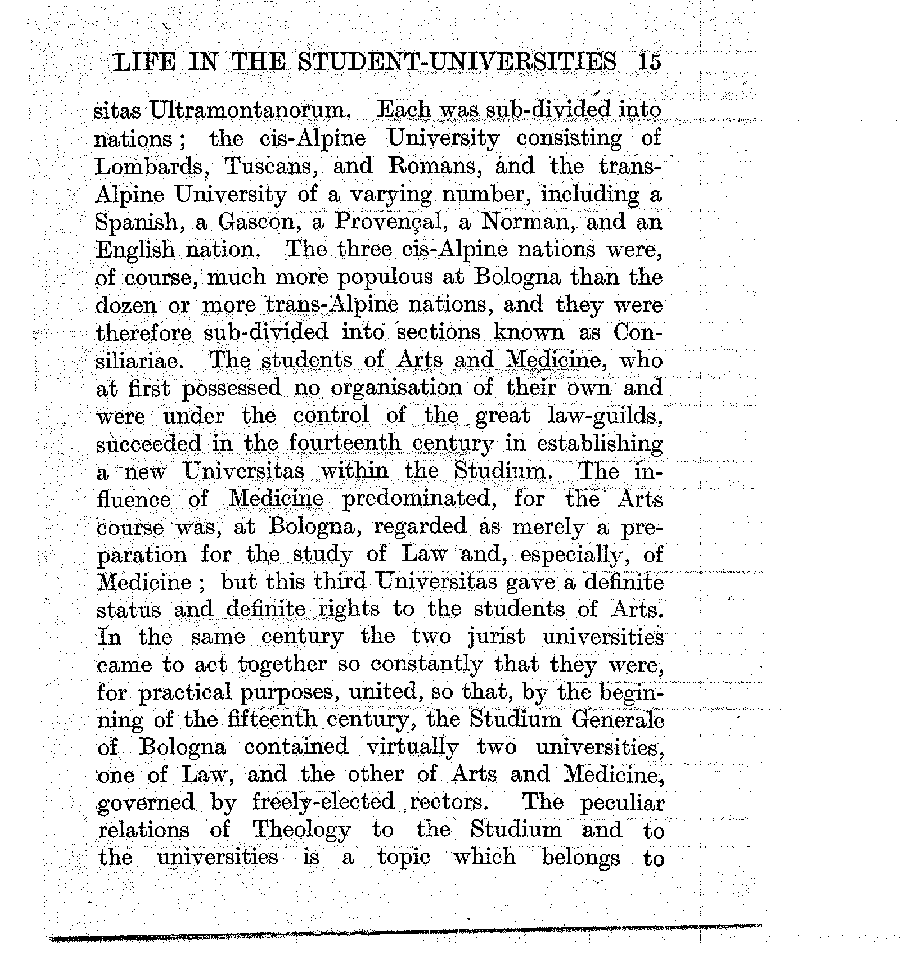 LIFE IN THE STUDENT-UNIVERSITIES 15
sitas Ultramontanorum. Each was sub-divided into
nations; the cis-Alpine University consisting of
Lombards, Tuscans, and Romans, and the trans-
Alpine University of a varying number, including a
Spanish, a Gascon, a Provençal, a Norman, and an
English nation. The three cis-Alpine nations were,
of course, much more populous at Bologna than the
dozen or more trans-Alpine nations, and they were
therefore sub-divided into sections known as Con-
siliariae. The students of Arts and Medicine, who
at first possessed no organisation of their own and
were under the control of the great law-guilds,
succeeded in the fourteenth century in establishing
a new Universitas within the Studium. The in-
fluence of Medicine predominated, for the Arts
course was, at Bologna, regarded as merely a pre-
paration for the study of Law and, especially, of
Medicine; but this third Universitas gave a definite
status and definite rights to the students of Arts.
In the same century the two jurist universities
came to act together so constantly that they were,
for practical purposes, united, so that, by the begin-
ning of the fifteenth century, the Studium Generale
of Bologna contained virtually two universities,
one of Law, and the other of Arts and Medicine,
governed by freely-elected rectors. The peculiar
relations of Theology to the Studium and to
the universities is a topic which belongs to